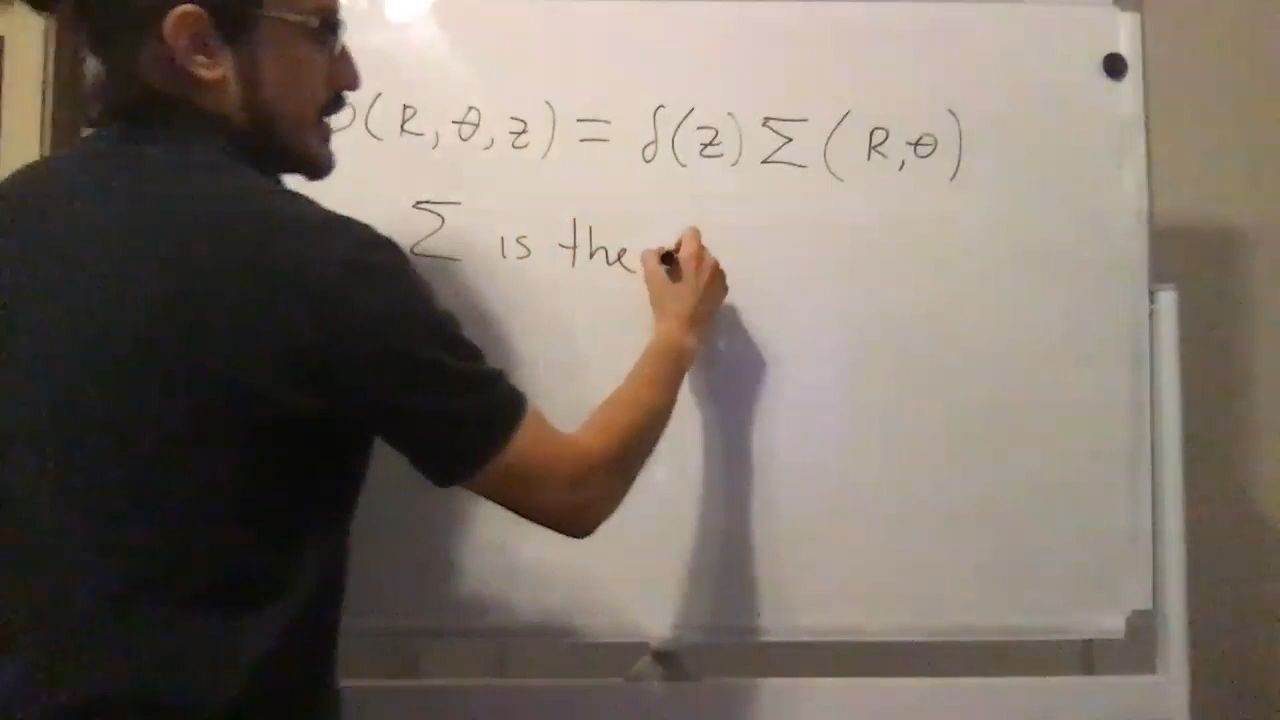 (R,θ,z) = δ(z) Σ (R,θ)
Σ is the